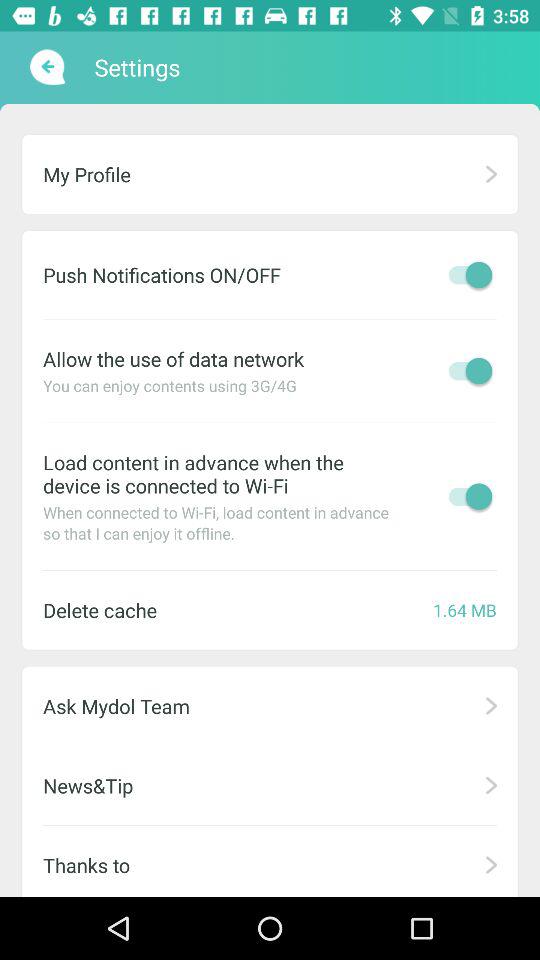 3:58
Settings
My Profile
Push Notifications ON/OFF
Allow the use of data network
You can enjoy contents using 3G/4G
Load content in advance when the
device is connected to Wi-Fi
When connected to Wi-Fi, load content in advance
so that I can enjoy it offline.
Delete cache 1.64 MB
Ask Mydol Team
News&Tip
Thanks to